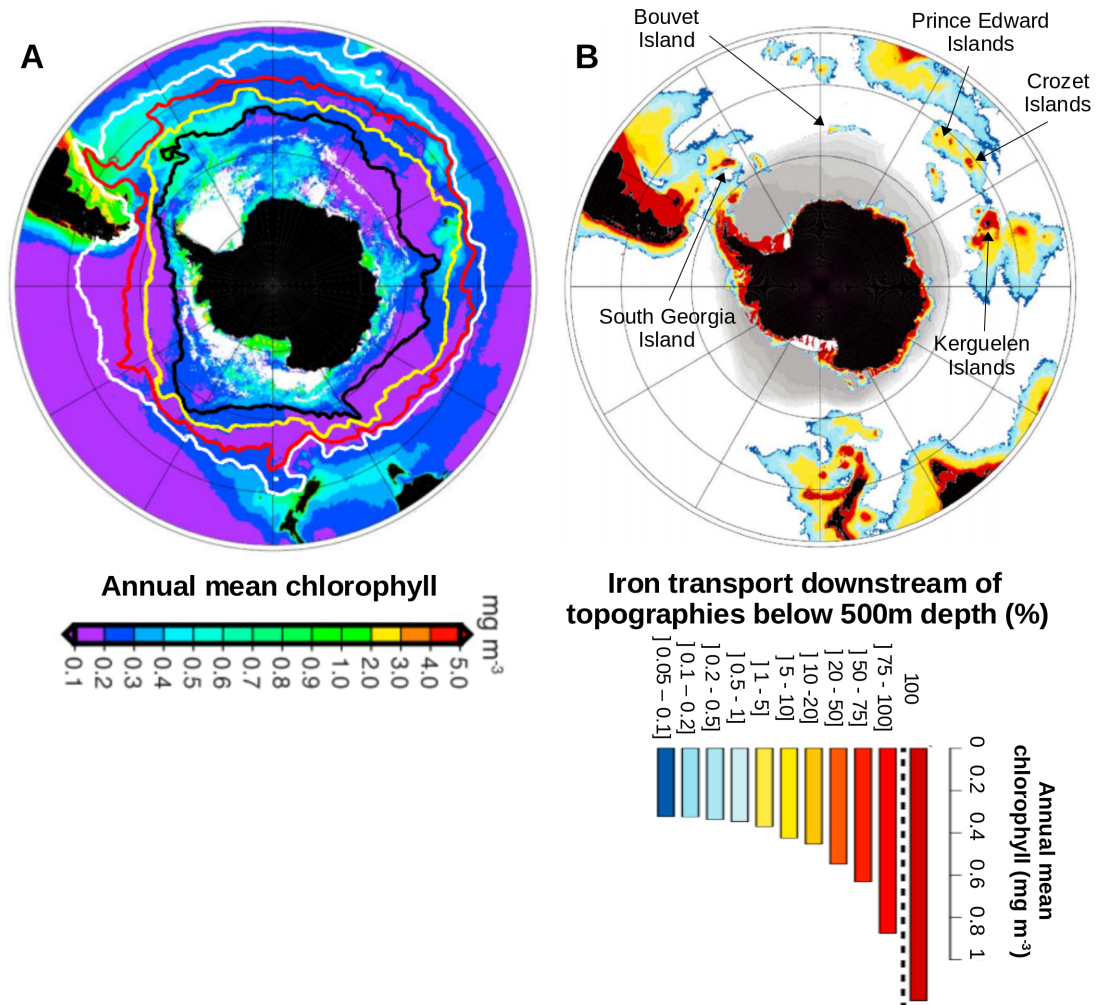 A
B
Bouvet
Island
Prince Edward
Islands
Crozet
Islands
South Georgia
Island
Kerguelen
Islands
Annual mean chlorophyll
mg m-3
0.1
0.2
0.3
0.4
0.5
0.6
0.7
0.8
0.9
1.0
2.0
3.0
4.0
5.0
Iron transport downstream of
topographies below 500m depth (%)
] 0.05 – 0.1]
] 0.1 – 0.2]
] 0.2 - 0.5]
] 0.5 - 1]
] 1 - 5]
] 5 - 10]
] 10 -20]
] 20 - 50]
] 50 - 75]
] 75 - 100]
100
0
0.2
0.4
0.6
0.8
1
Annual mean
chlorophyll (mg m-3)